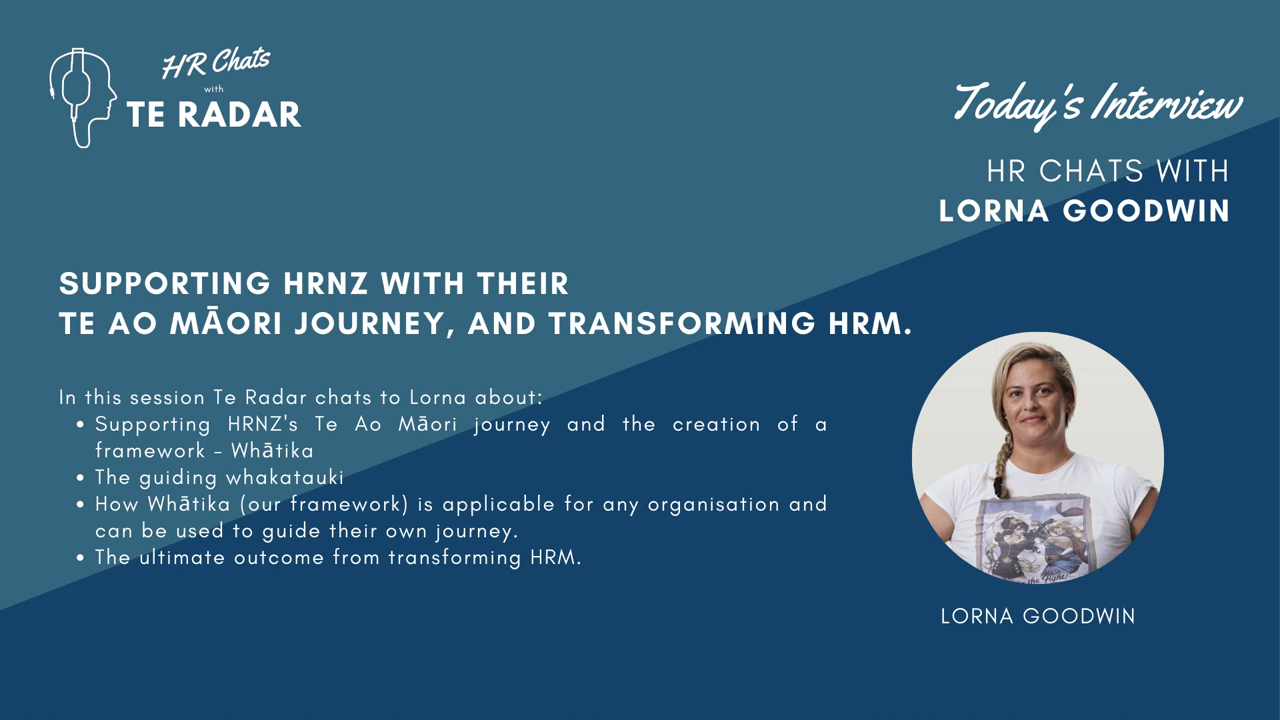 HR Chats
with
TE RADAR
Today's Interview
HR CHATS WITH
LORNA GOODWIN
SUPPORTING HRNZ WITH THEIR
TE AO MĀORI JOURNEY, AND TRANSFORMING HRM.
In this session Te Radar chats to Lorna about:
• Supporting HRNZ's Te Ao Māori journey and the creation of a
framework - Whātika
• The guiding whakatauki
• How Whātika (our framework) is applicable for any organisation and
can be used to guide their own journey.
• The ultimate outcome from transforming HRM.
the Fight!
LORNA GOODWIN